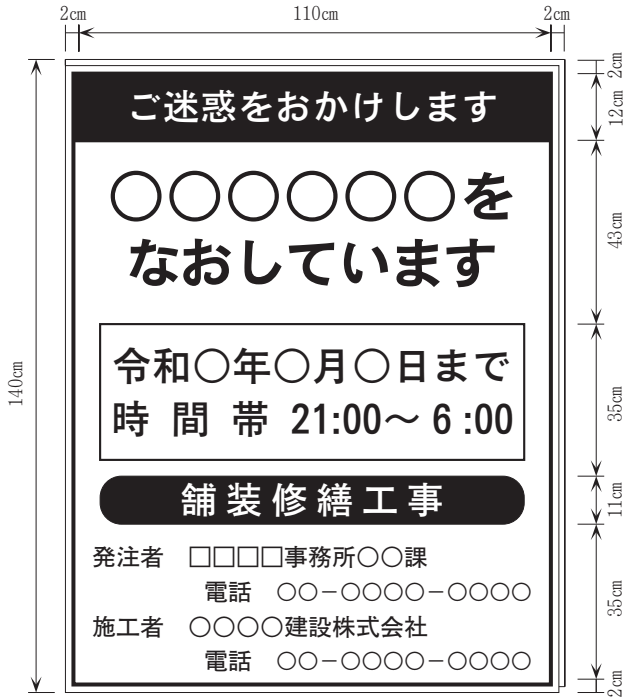 2cm 110cm 2cm
2cm
ご迷惑をおかけします
12cm
○○○○○○を
なおしています
43cm
140cm
令和○年○月○日まで
時間帯 21:00〜6:00
35cm
舗装修繕工事
11cm
発注者 □□□□事務所○○課
電話 ○○−○○○○−○○○○
施工者 ○○○○建設株式会社
電話 ○○−○○○○−○○○○
35cm
2cm